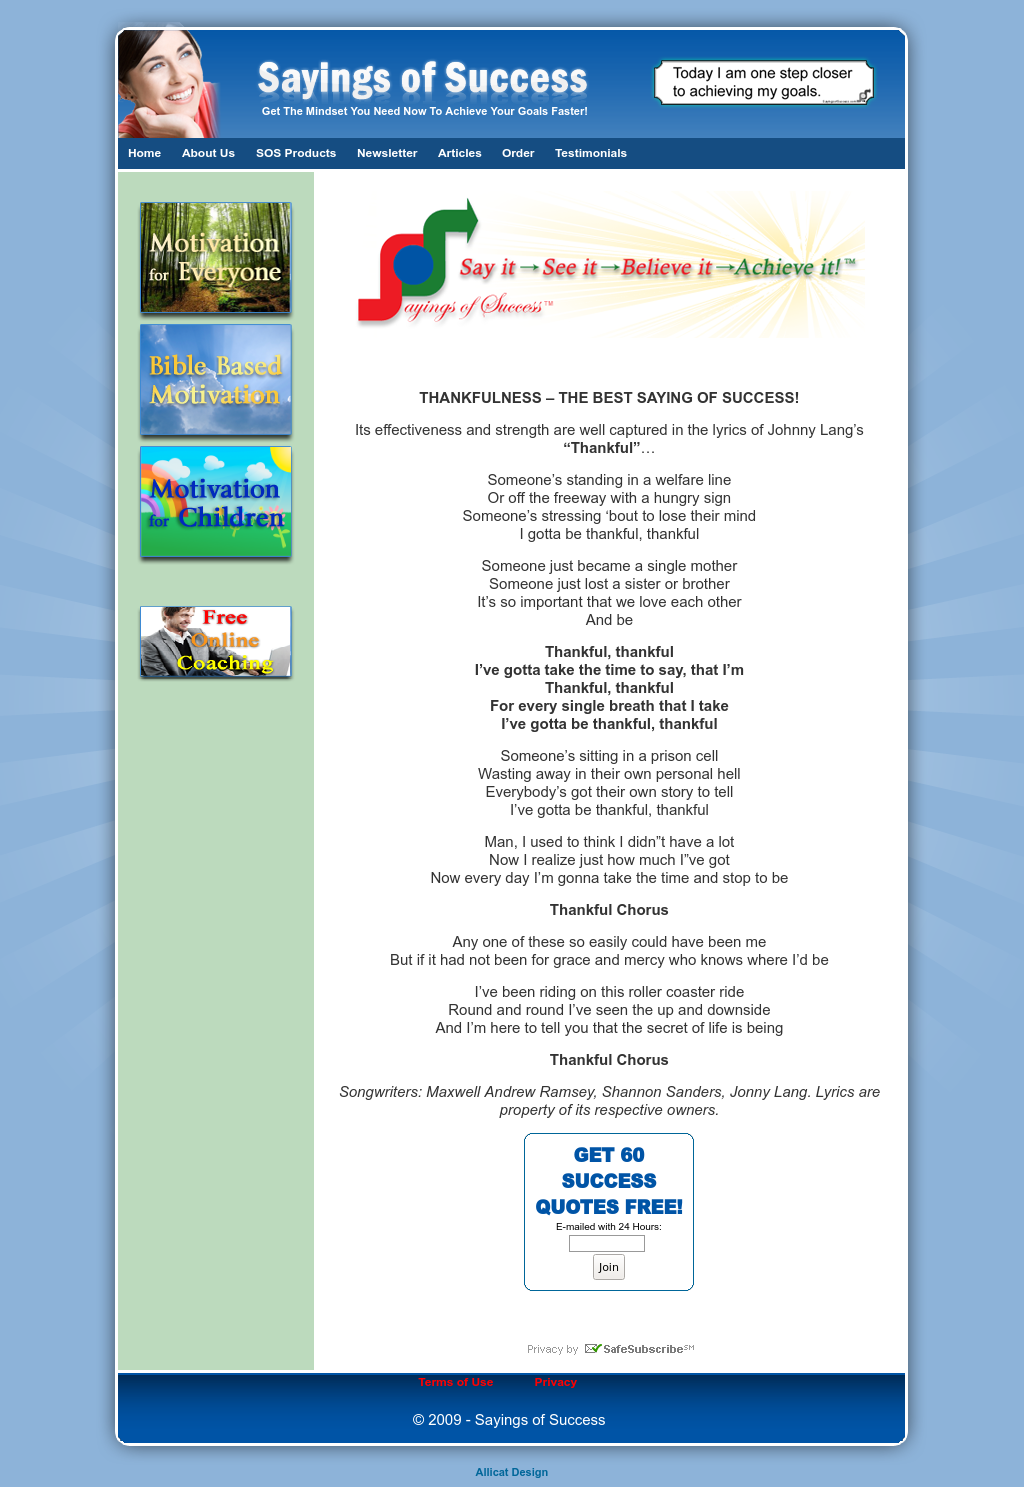 Sayings of Success
Get The Mindset You Need Now To Achieve Your Goals Faster!
Today I am one step closer
to achieving my goals.
Home About Us SOS Products Newsletter Articles Order Testimonials
Motivation
for Everyone
Bible Based
Motivation
Motivation
for Children
Free
Online
Coaching
Say it → See it → Believe it → Achieve it! ™
Sayings of Success™
THANKFULNESS – THE BEST SAYING OF SUCCESS!
Its effectiveness and strength are well captured in the lyrics of Johnny Lang’s
“Thankful”…
Someone’s standing in a welfare line
Or off the freeway with a hungry sign
Someone’s stressing ‘bout to lose their mind
I gotta be thankful, thankful
Someone just became a single mother
Someone just lost a sister or brother
It’s so important that we love each other
And be
Thankful, thankful
I’ve gotta take the time to say, that I’m
Thankful, thankful
For every single breath that I take
I’ve gotta be thankful, thankful
Someone’s sitting in a prison cell
Wasting away in their own personal hell
Everybody’s got their own story to tell
I’ve gotta be thankful, thankful
Man, I used to think I didn”t have a lot
Now I realize just how much I”ve got
Now every day I’m gonna take the time and stop to be
Thankful Chorus
Any one of these so easily could have been me
But if it had not been for grace and mercy who knows where I’d be
I’ve been riding on this roller coaster ride
Round and round I’ve seen the up and downside
And I’m here to tell you that the secret of life is being
Thankful Chorus
Songwriters: Maxwell Andrew Ramsey, Shannon Sanders, Jonny Lang. Lyrics are
property of its respective owners.
GET 60
SUCCESS
QUOTES FREE!
E-mailed with 24 Hours:
Join
Privacy by SafeSubscribe℠
Terms of Use Privacy
© 2009 - Sayings of Success
Allicat Design